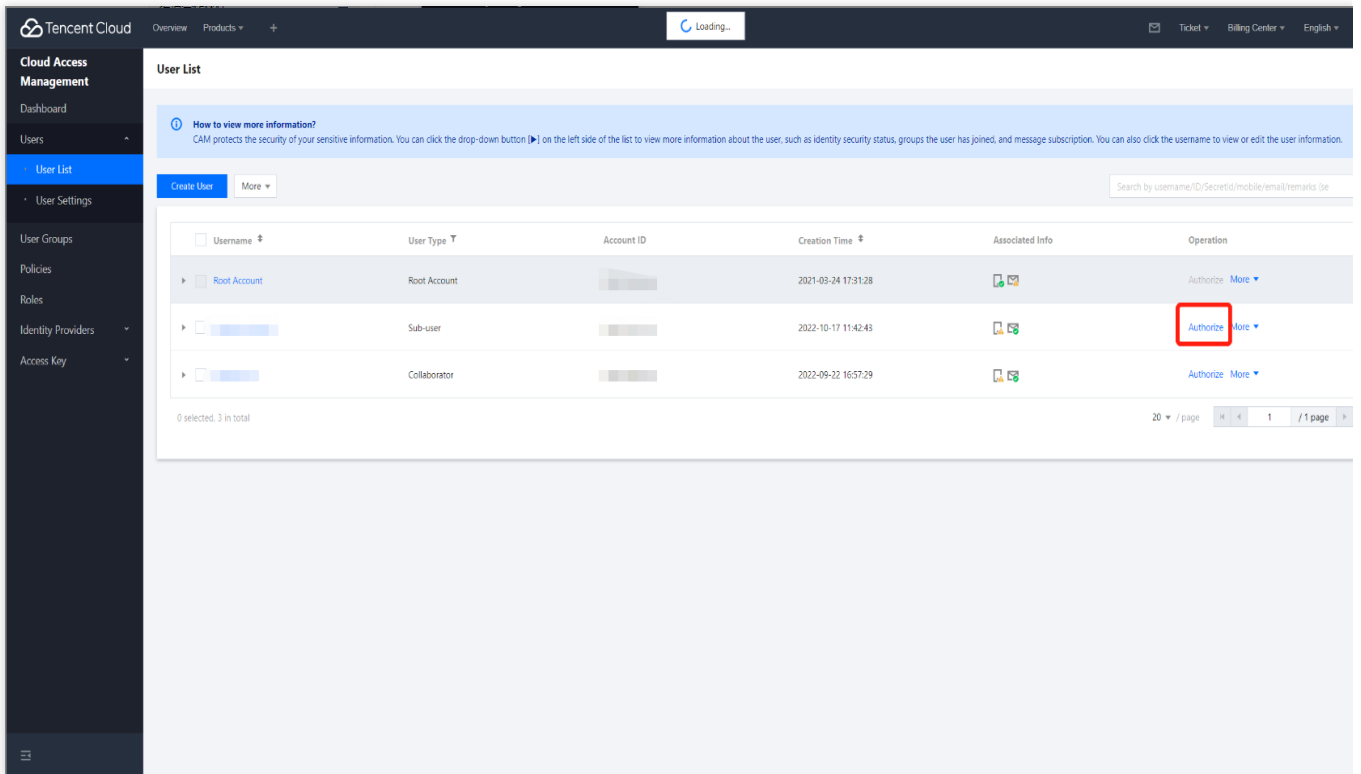 Tencent Cloud Overview Products + Loading... Ticket Billing Center English
Cloud Access
Management
Dashboard
Users
User List
User Settings
User Groups
Policies
Roles
Identity Providers
Access Key
User List
How to view more information?
CAM protects the security of your sensitive information. You can click the drop-down button [▶] on the left side of the list to view more information about the user, such as identity security status, groups the user has joined, and message subscription. You can also click the username to view or edit the user information.
Create User More Search by username/ID/SecretId/mobile/email/remarks (se
Username User Type Account ID Creation Time Associated Info Operation
Root Account Root Account 2021-03-24 17:31:28 Authorize More
Sub-user 2022-10-17 11:42:43 Authorize More
Collaborator 2022-09-22 16:57:29 Authorize More
0 selected, 3 in total 20 / page 1 / 1 page